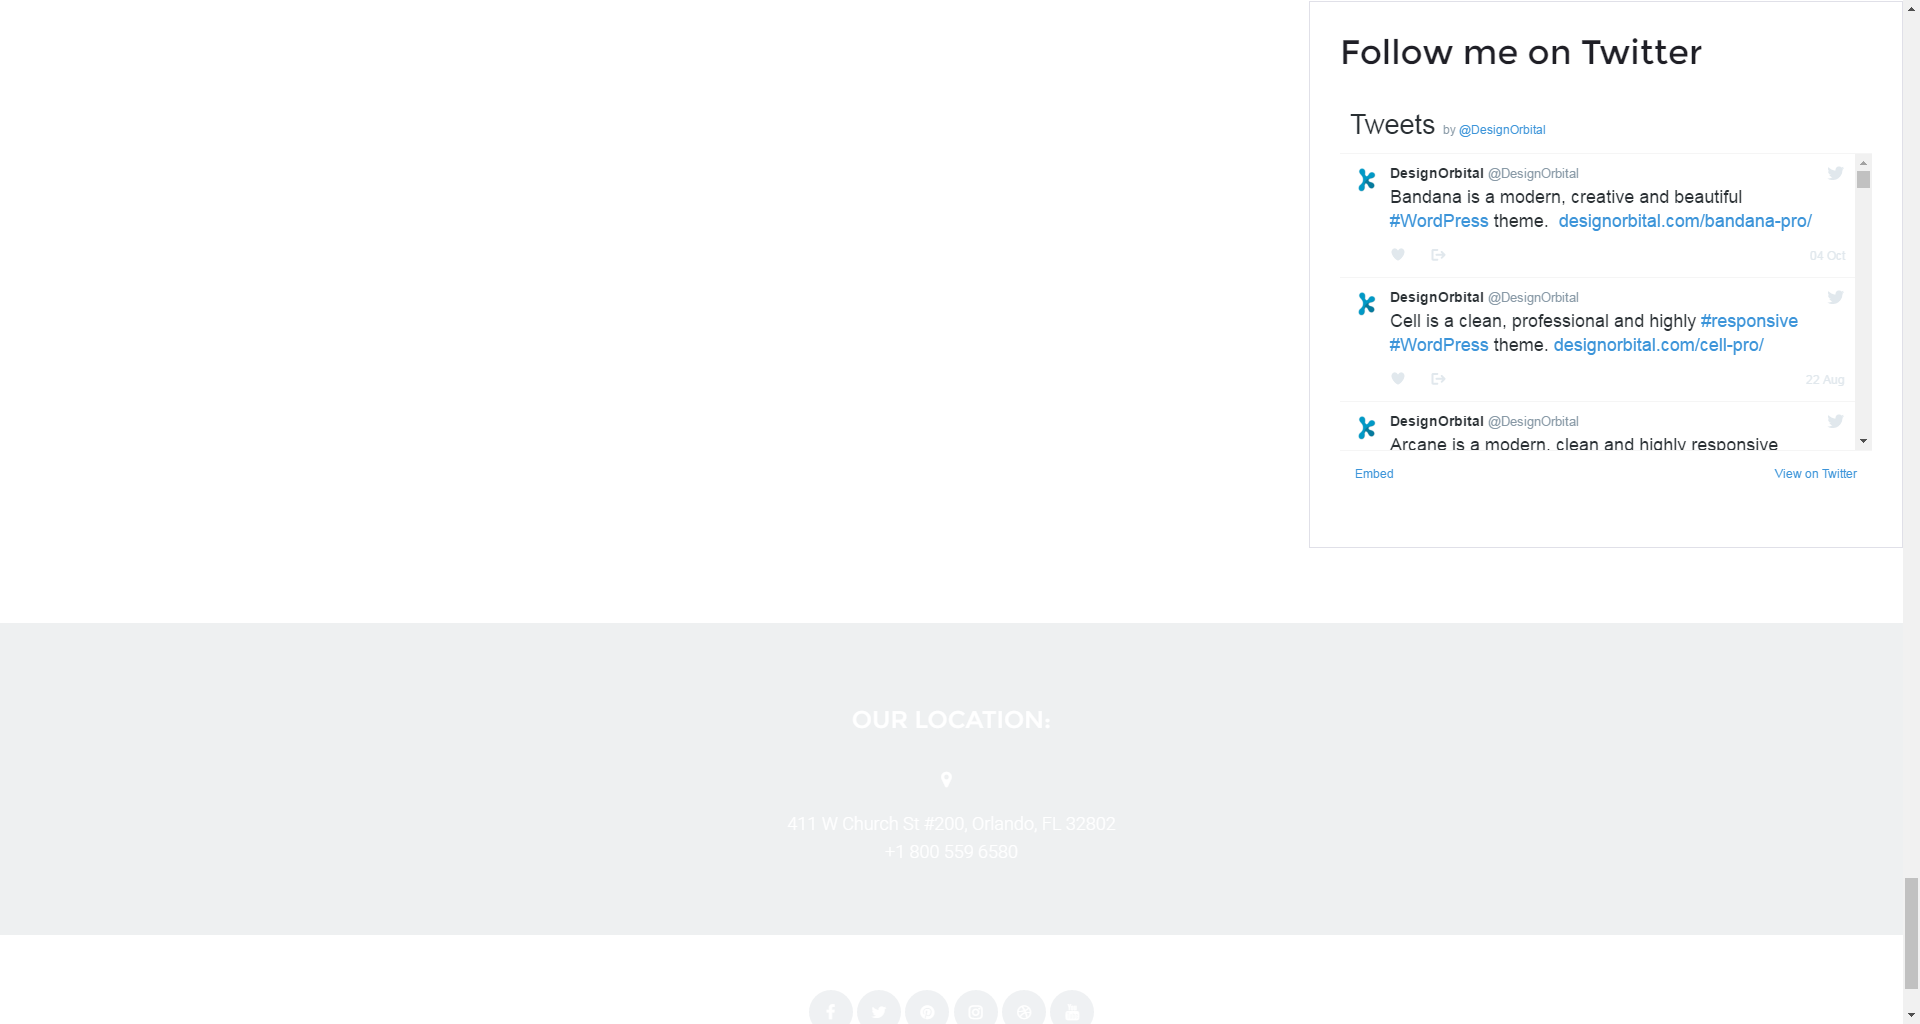 Follow me on Twitter
Tweets by @DesignOrbital
DesignOrbital @DesignOrbital
Bandana is a modern, creative and beautiful
#WordPress theme. designorbital.com/bandana-pro/
04 Oct
DesignOrbital @DesignOrbital
Cell is a clean, professional and highly #responsive
#WordPress theme. designorbital.com/cell-pro/
22 Aug
DesignOrbital @DesignOrbital
Arcane is a modern, clean and highly responsive
Embed
View on Twitter
OUR LOCATION:
411 W Church St #200, Orlando, FL 32802
+1 800 559 6580